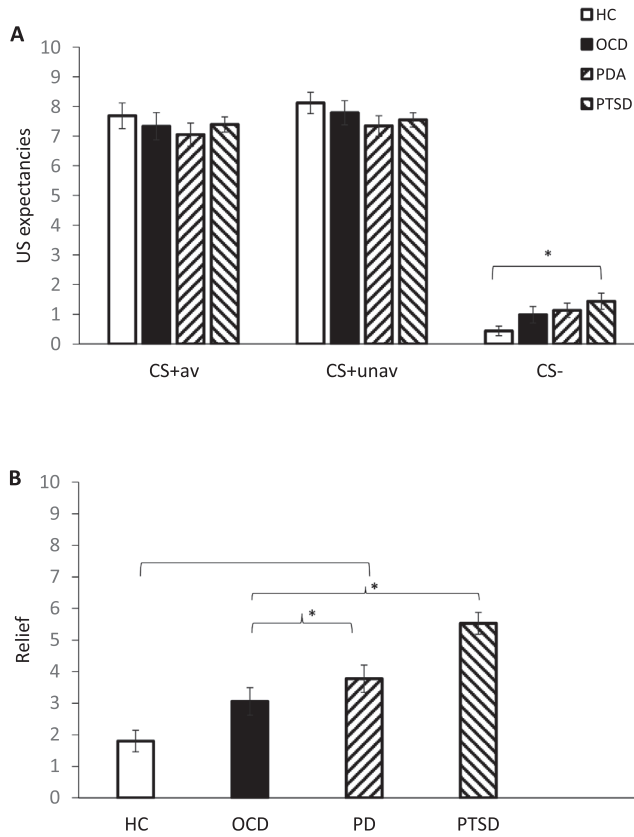 A
HC
OCD
PDA
PTSD
US expectancies
10
9
8
7
6
5
4
3
2
1
0
*
CS+av CS+unav CS-
B
Relief
10
9
8
7
6
5
4
3
2
1
0
*
*
HC OCD PD PTSD